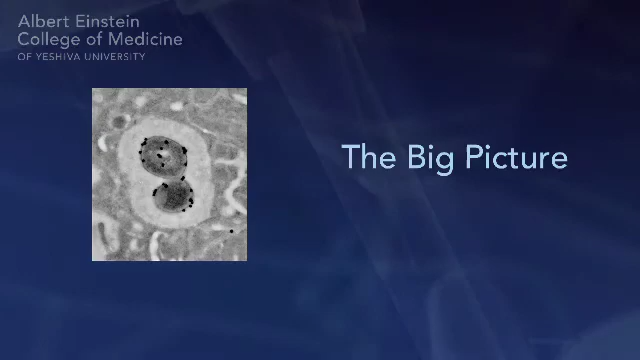 Albert Einstein
College of Medicine
OF YESHIVA UNIVERSITY
The Big Picture